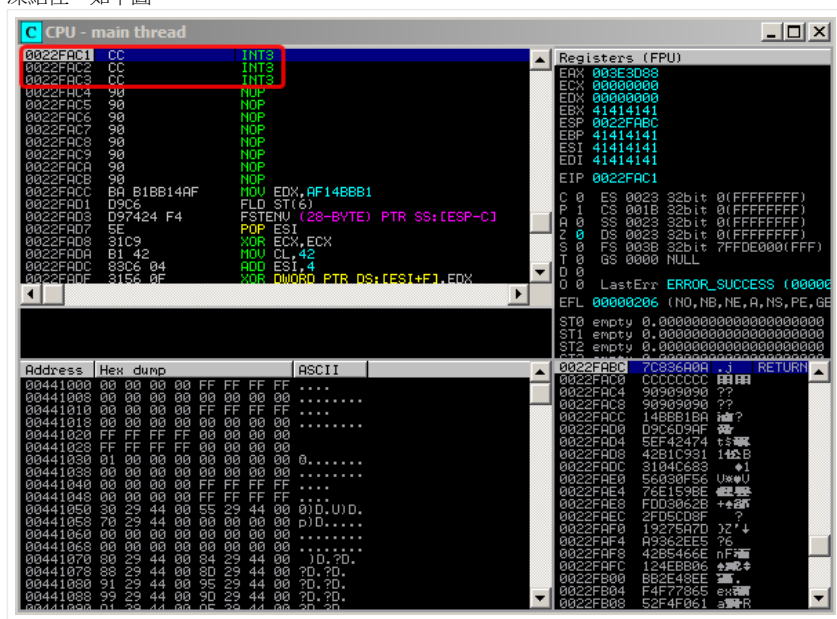 CPU - main thread
0022FAC1 CC INT3
0022FAC2 CC INT3
0022FAC3 CC INT3
0022FAC4 90 NOP
0022FAC5 90 NOP
0022FAC6 90 NOP
0022FAC7 90 NOP
0022FAC8 90 NOP
0022FAC9 90 NOP
0022FACA 90 NOP
0022FACB 90 NOP
0022FACC BA B1BB14AF MOV EDX,AF14BBB1
0022FAD1 D9C6 FLD ST(6)
0022FAD3 D97424 F4 FSTENV (28-BYTE) PTR SS:[ESP-C]
0022FAD7 5E POP ESI
0022FAD8 31C9 XOR ECX,ECX
0022FADA B1 42 MOV CL,42
0022FADC 83C6 04 ADD ESI,4
0022FADF 3156 0F XOR DWORD PTR DS:[ESI+F],EDX
Registers (FPU)
EAX 003E3D88
ECX 00000000
EDX 00000000
EBX 41414141
ESP 0022FABC
EBP 41414141
ESI 41414141
EDI 41414141
EIP 0022FAC1
C 0 ES 0023 32bit 0(FFFFFFFF)
P 1 CS 001B 32bit 0(FFFFFFFF)
A 0 SS 0023 32bit 0(FFFFFFFF)
Z 0 DS 0023 32bit 0(FFFFFFFF)
S 0 FS 003B 32bit 7FFDE000(FFF)
T 0 GS 0000 NULL
D 0
O 0 LastErr ERROR_SUCCESS (00000
EFL 00000206 (NO,NB,NE,A,NS,PE,GE
ST0 empty 0.0000000000000000000
ST1 empty 0.0000000000000000000
ST2 empty 0.0000000000000000000
Address Hex dump ASCII
00441000 00 00 00 00 FF FF FF FF ....
00441008 00 00 00 00 00 00 00 00 ........
00441010 00 00 00 00 FF FF FF FF ....
00441018 00 00 00 00 00 00 00 00 ........
00441020 FF FF FF FF 00 00 00 00
00441028 FF FF FF FF 00 00 00 00
00441030 01 00 00 00 00 00 00 00
00441038 00 00 00 00 00 00 00 00 ........
00441040 00 00 00 00 FF FF FF FF ....
00441048 00 00 00 00 FF FF FF FF ....
00441050 30 29 44 00 55 29 44 00 0)D.U)D.
00441058 70 29 44 00 00 00 00 00 p)D.....
00441060 00 00 00 00 00 00 00 00 ........
00441068 00 00 00 00 00 00 00 00 ........
00441070 80 29 44 00 84 29 44 00
00441078 88 29 44 00 8D 29 44 00 ?D.?D.
00441080 91 29 44 00 95 29 44 00 ?D.?D.
00441088 99 29 44 00 9D 29 44 00 ?D.?D.
0022FABC 7C836A0A .j RETURN
0022FAC0 CCCCCCCC
0022FAC4 90909090 ??
0022FAC8 90909090 ??
0022FACC 14BBB1BA
0022FAD0 D9C6D9AF
0022FAD4 5EF42474
0022FAD8 42B1C931
0022FADC 3104C683
0022FAE0 56030F56
0022FAE4 76E159BE
0022FAE8 FDD3062B
0022FAEC 2FD5CD8F
0022FAF0 19275A7D
0022FAF4 A9362EE5
0022FAF8 42B5466E
0022FAFC 124EBB06
0022FB00 BB2E48EE
0022FB04 F4F77865
0022FB08 52F4F061